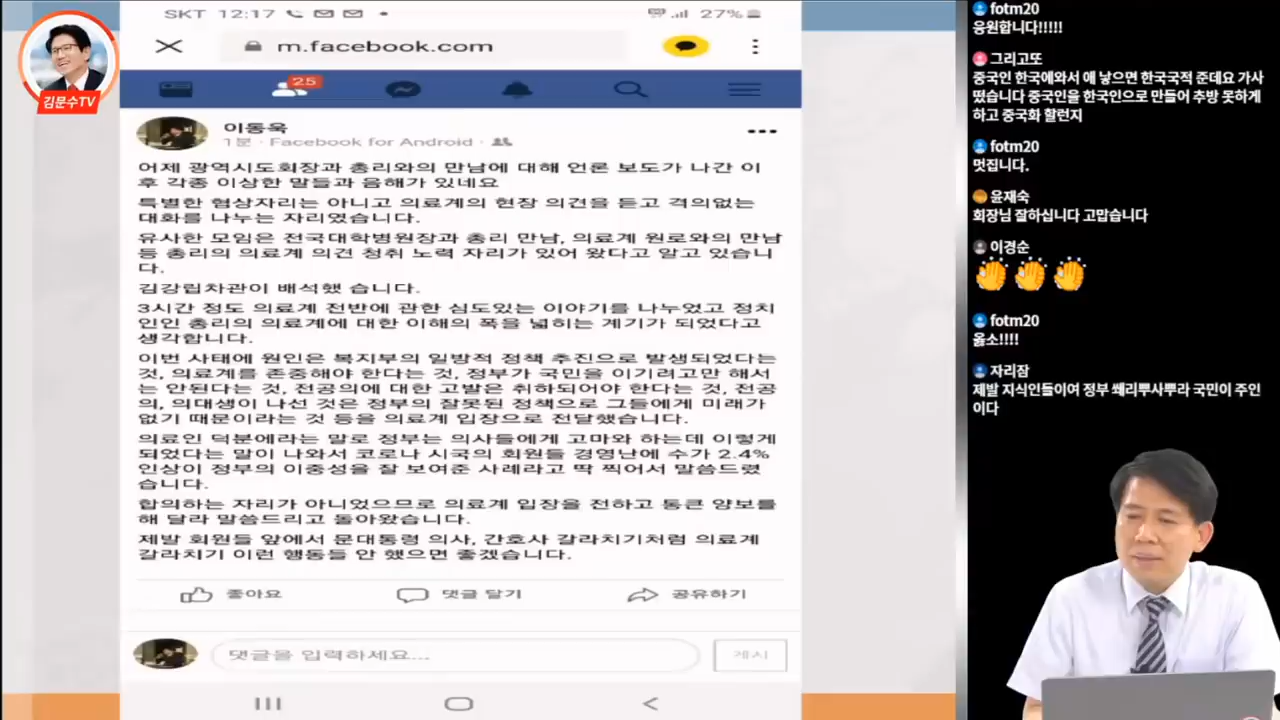 김문수TV
SKT 12:17
27%
m.facebook.com
25
이동욱
1분 · Facebook for Android ·
어제 광역시도회장과 총리와의 만남에 대해 언론 보도가 나간 이
후 각종 이상한 말들과 음해가 있네요
특별한 협상자리는 아니고 의료계의 현장 의견을 듣고 격의없는
대화를 나누는 자리였습니다.
유사한 모임은 전국대학병원장과 총리 만남, 의료계 원로와의 만남
등 총리의 의료계 의견 청취 노력 자리가 있어 왔다고 알고 있습니
다.
김강립차관이 배석했 습니다.
3시간 정도 의료계 전반에 관한 심도있는 이야기를 나누었고 정치
인인 총리의 의료계에 대한 이해의 폭을 넓히는 계기가 되었다고
생각합니다.
이번 사태에 원인은 복지부의 일방적 정책 추진으로 발생되었다는
것, 의료계를 존중해야 한다는 것, 정부가 국민을 이기려고만 해서
는 안된다는 것, 전공의에 대한 고발은 취하되어야 한다는 것, 전공
의, 의대생이 나선 것은 정부의 잘못된 정책으로 그들에게 미래가
없기 때문이라는 것 등을 의료계 입장으로 전달했습니다.
의료인 덕분에라는 말로 정부는 의사들에게 고마와 하는데 이렇게
되었다는 말이 나와서 코로나 시국의 회원들 경영난에 수가 2.4%
인상이 정부의 이중성을 잘 보여준 사례라고 딱 찍어서 말씀드렸
습니다.
합의하는 자리가 아니었으므로 의료계 입장을 전하고 통큰 양보를
해 달라 말씀드리고 돌아왔습니다.
제발 회원들 앞에서 문대통령 의사, 간호사 갈라치기처럼 의료계
갈라치기 이런 행동들 안 했으면 좋겠습니다.
좋아요 댓글 달기 공유하기
댓글을 입력하세요... 게시
fotm20
응원합니다!!!!!
그리고또
중국인 한국에와서 애 낳으면 한국국적 준데요 가사
떴습니다 중국인을 한국인으로 만들어 추방 못하게
하고 중국화 할런지
fotm20
멋집니다.
윤재숙
회장님 잘하십니다 고맙습니다
이경순
fotm20
옳소!!!!
자리잠
제발 지식인들이여 정부 쐐리뿌사뿌라 국민이 주인
이다